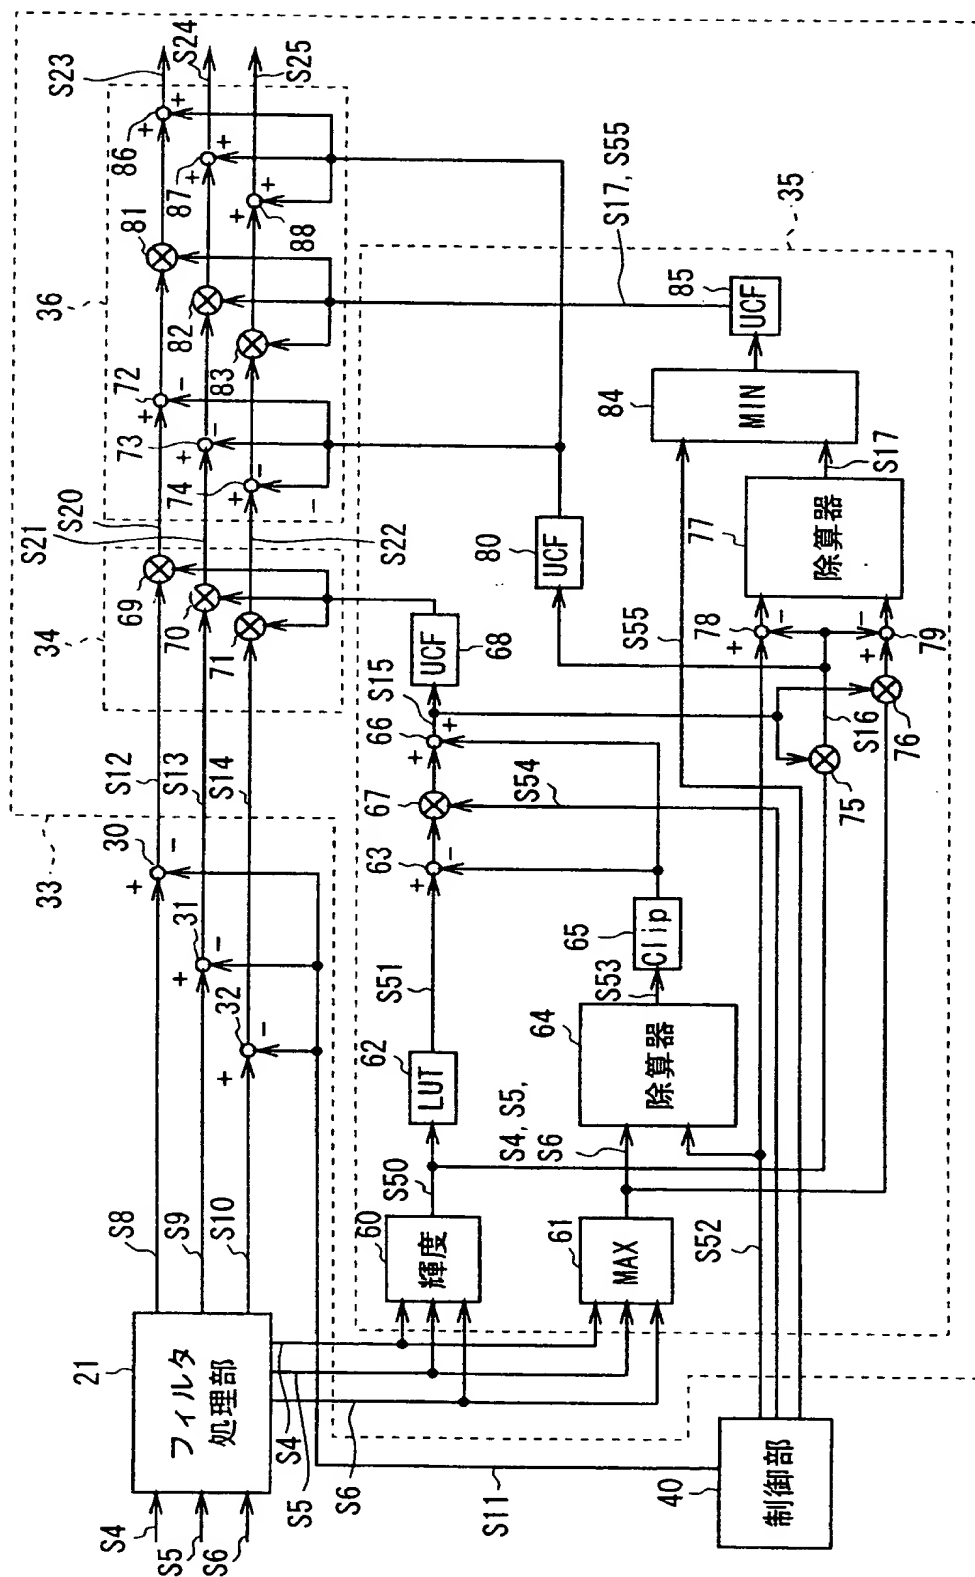 S4
S5
S6
21
フィルタ
処理部
S8
S9
S10
S4
S5
S6
S11
40
制御部
33
30
31
32
+
−
+
−
+
−
S12
S13
S14
34
69
70
71
S21
S20
S22
36
72
73
74
+
−
+
−
+
−
−
81
82
83
86
87
88
+
+
+
+
+
+
S23
S24
S25
60
輝度
S50
61
MAX
62
LUT
S51
S4, S5,
S6
64
除算器
S53
65
Clip
63
+
−
67
S54
66
+
+
S15
UCF
68
80
UCF
S52
S55
75
76
S16
78
+
−
79
+
−
77
除算器
S17
84
MIN
85
UCF
S17, S55
35